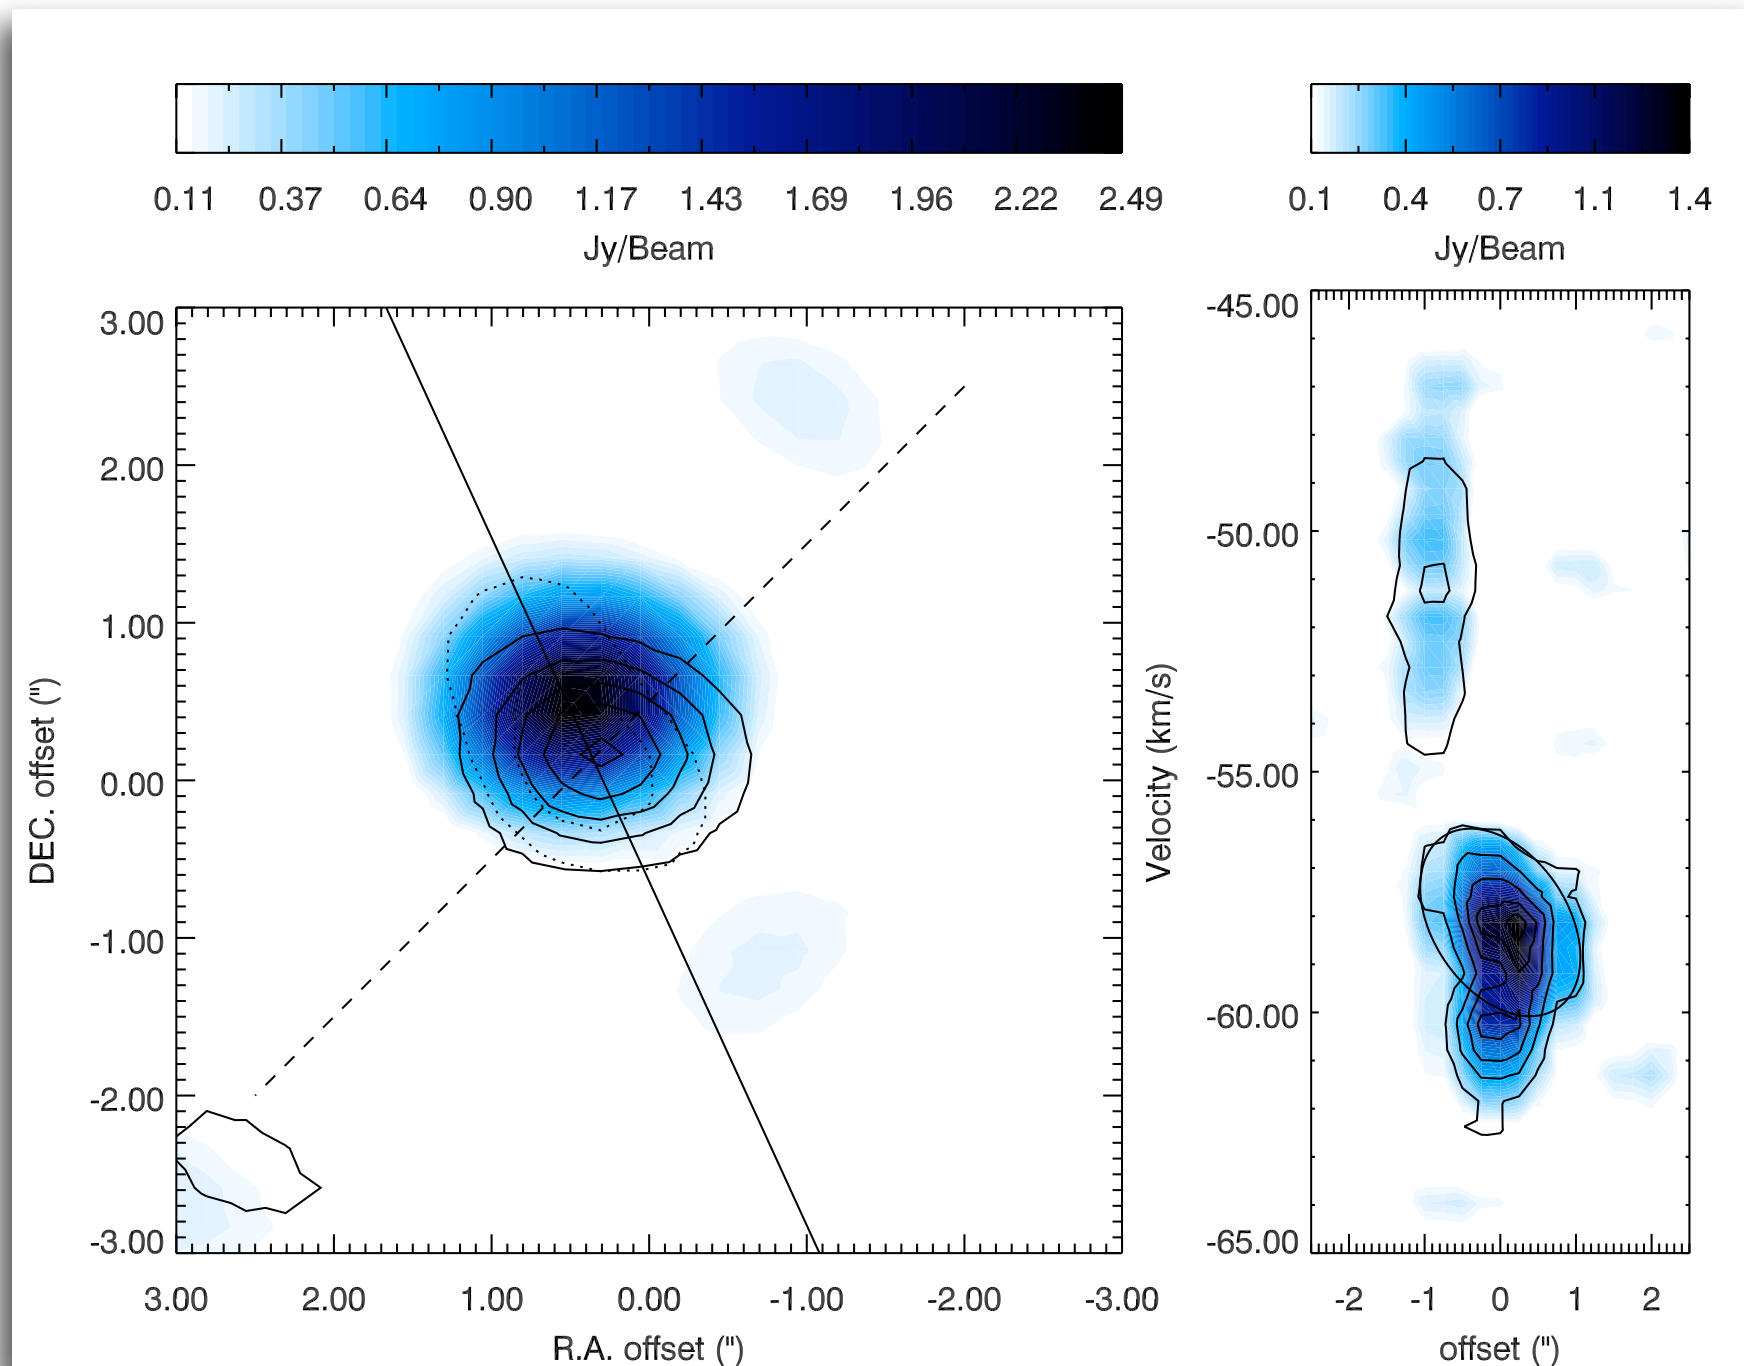 0.11 0.37 0.64 0.90 1.17 1.43 1.69 1.96 2.22 2.49
Jy/Beam
0.1 0.4 0.7 1.1 1.4
Jy/Beam
3.00
2.00
1.00
0.00
-1.00
-2.00
-3.00
DEC. offset (")
3.00 2.00 1.00 0.00 -1.00 -2.00 -3.00
R.A. offset (")
-45.00
-50.00
-55.00
-60.00
-65.00
Velocity (km/s)
-2 -1 0 1 2
offset (")